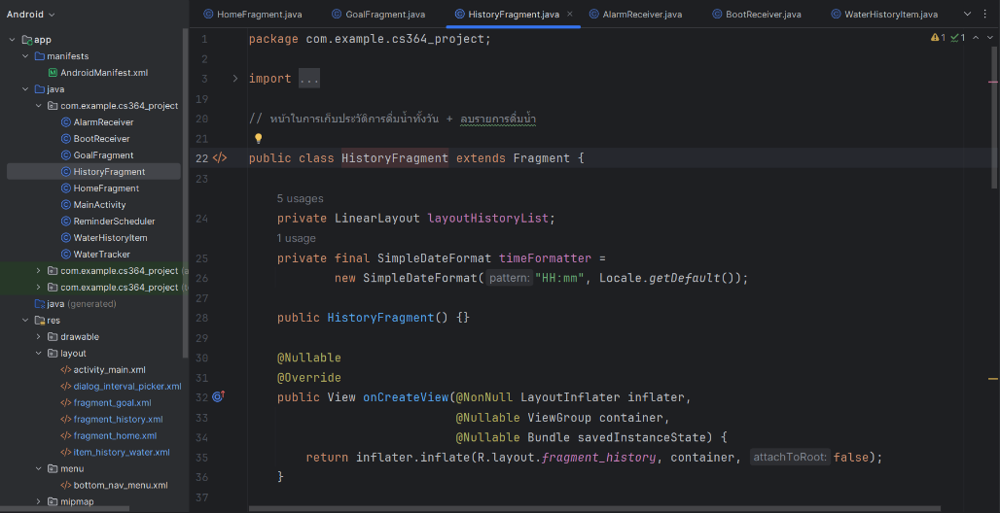 Android
HomeFragment.java
GoalFragment.java
HistoryFragment.java
AlarmReceiver.java
BootReceiver.java
WaterHistoryItem.java
app
manifests
AndroidManifest.xml
java
com.example.cs364_project
AlarmReceiver
BootReceiver
GoalFragment
HistoryFragment
HomeFragment
MainActivity
ReminderScheduler
WaterHistoryItem
WaterTracker
com.example.cs364_project (a
com.example.cs364_project (t
java (generated)
res
drawable
layout
activity_main.xml
dialog_interval_picker.xml
fragment_goal.xml
fragment_history.xml
fragment_home.xml
item_history_water.xml
menu
bottom_nav_menu.xml
mipmap
1 package com.example.cs364_project; 1 1
2
3 import ...
19
20 // หน้าในการเก็บประวัติการดื่มน้ำทั้งวัน + ลบรายการดื่มน้ำ
21
22 public class HistoryFragment extends Fragment {
23
5 usages
24 private LinearLayout layoutHistoryList;
1 usage
25 private final SimpleDateFormat timeFormatter =
26 new SimpleDateFormat( pattern: "HH:mm", Locale.getDefault());
27
28 public HistoryFragment() {}
29
30 @Nullable
31 @Override
32 public View onCreateView(@NonNull LayoutInflater inflater,
33 @Nullable ViewGroup container,
34 @Nullable Bundle savedInstanceState) {
35 return inflater.inflate(R.layout.fragment_history, container, attachToRoot: false);
36 }
37